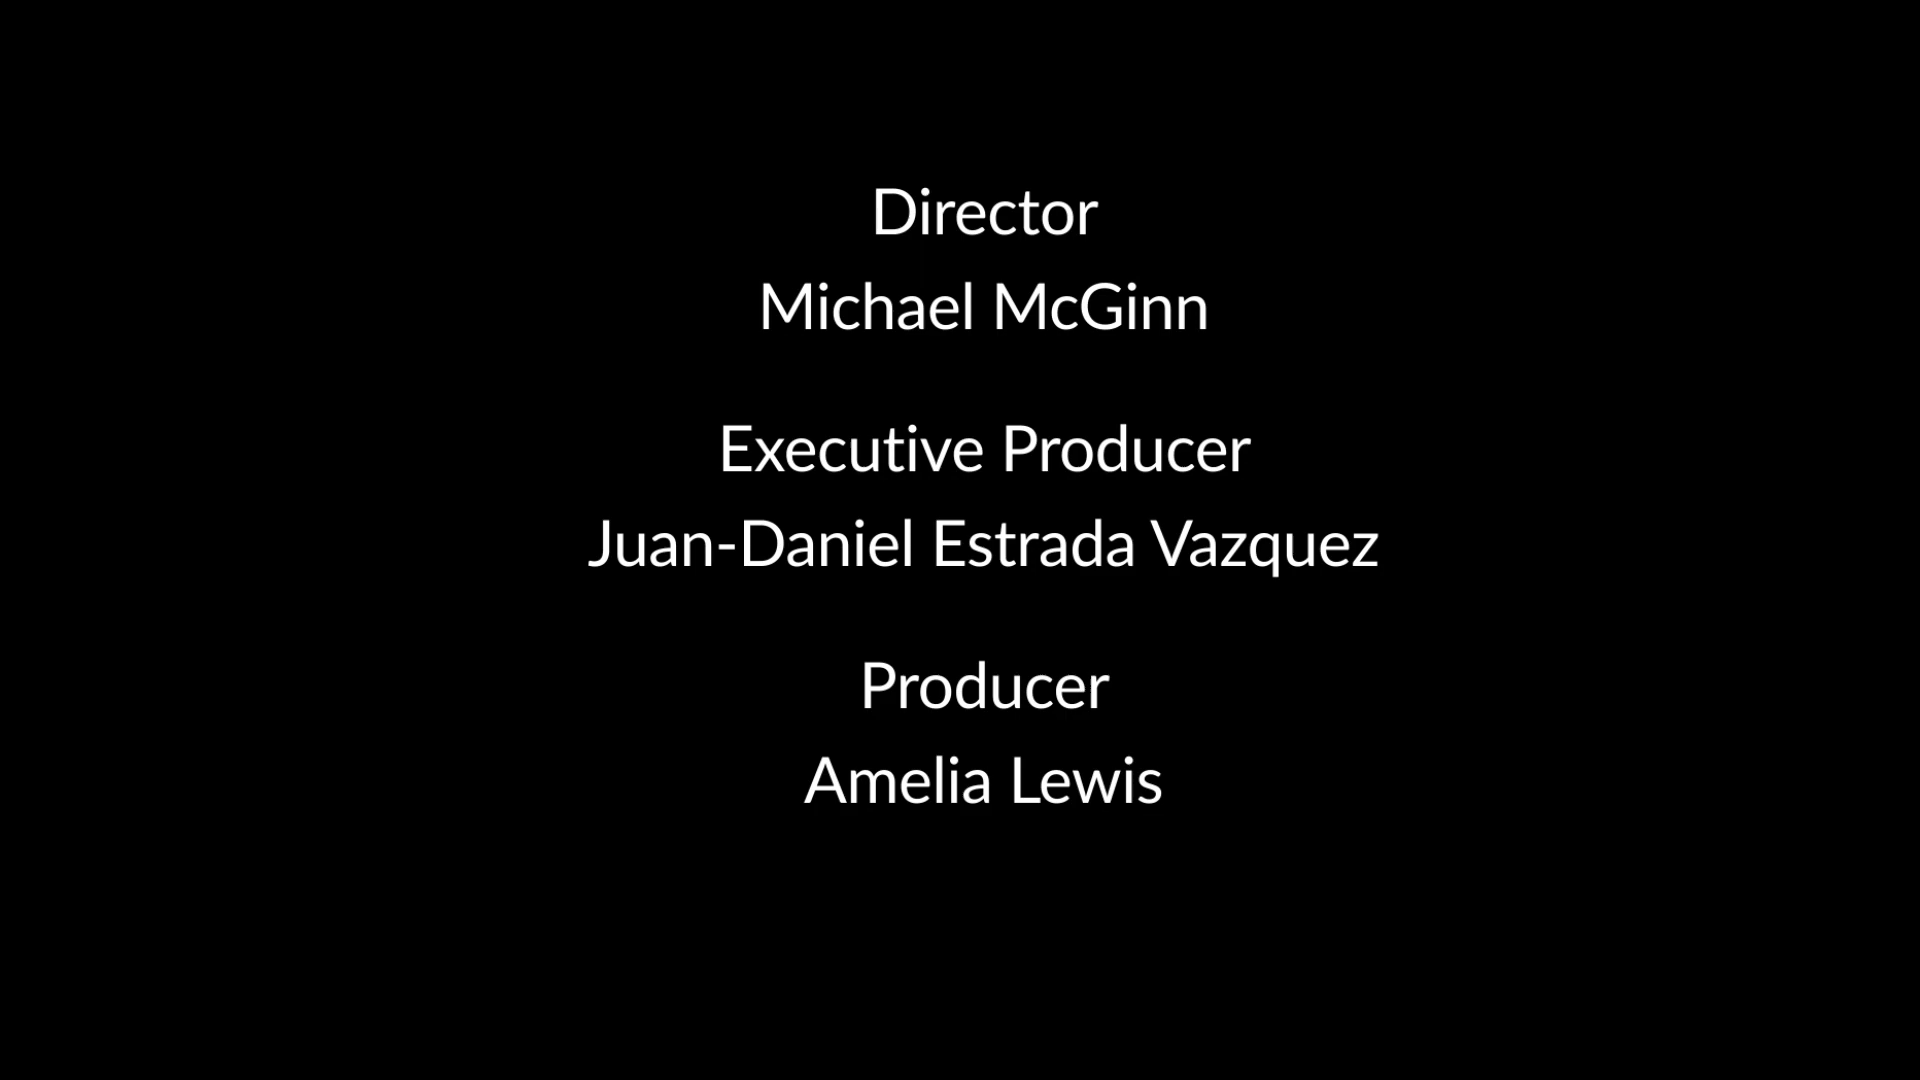 Director
Michael McGinn
Executive Producer
Juan-Daniel Estrada Vazquez
Producer
Amelia Lewis